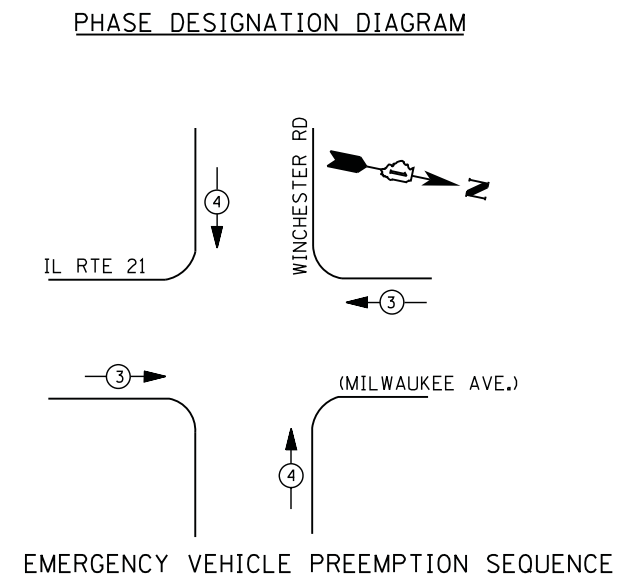 PHASE DESIGNATION DIAGRAM
WINCHESTER RD
N
4
IL RTE 21
3
3
(MILWAUKEE AVE.)
4
EMERGENCY VEHICLE PREEMPTION SEQUENCE